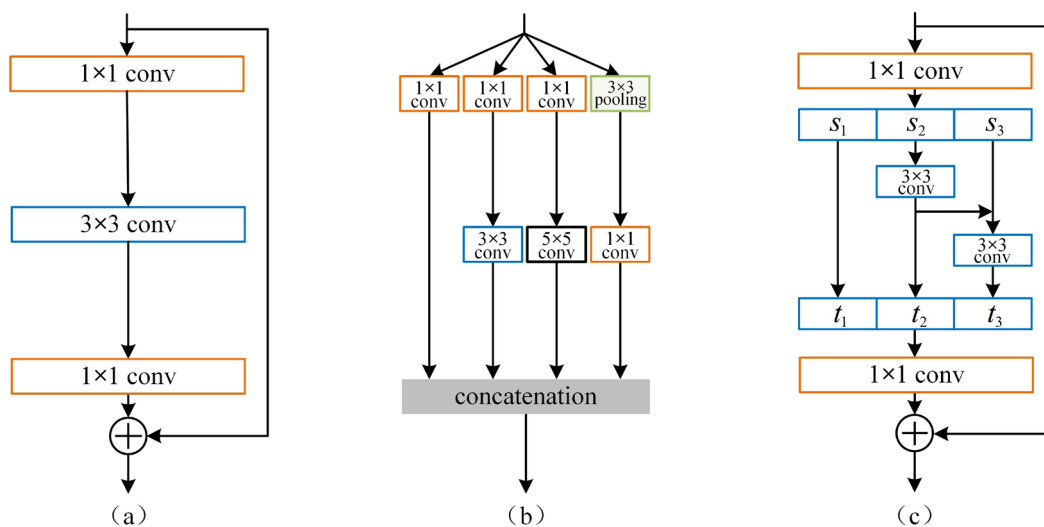 1×1 conv
3×3 conv
1×1 conv
(a)
1×1
conv
1×1
conv
1×1
conv
3×3
pooling
3×3
conv
5×5
conv
1×1
conv
concatenation
(b)
1×1 conv
s₁ s₂ s₃
3×3
conv
3×3
conv
t₁ t₂ t₃
1×1 conv
(c)